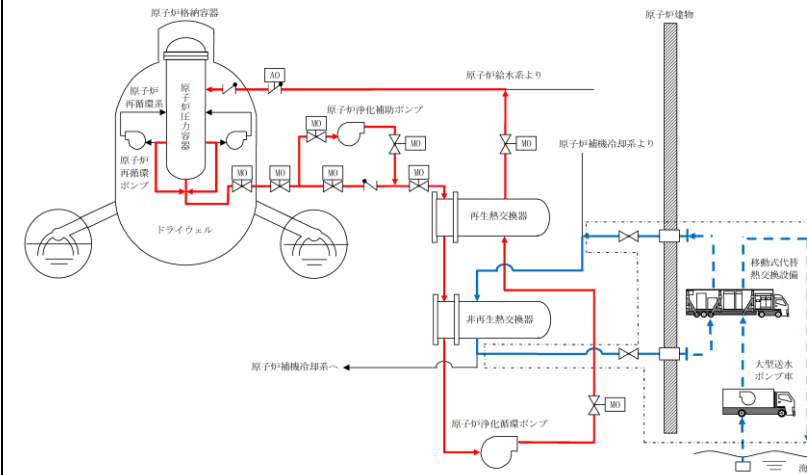 原子炉格納容器
原子炉建物
AO
原子炉給水系より
原子炉
再循環系
原子炉圧力容器
原子炉浄化補助ポンプ
MO
MO
MO
原子炉補機冷却系より
原子炉
再循環
ポンプ
MO
MO
MO
MO
再生熱交換器
ドライウェル
移動式代替
熱交換設備
非再生熱交換器
原子炉補機冷却系へ
大型送水
ポンプ車
MO
原子炉浄化循環ポンプ
海